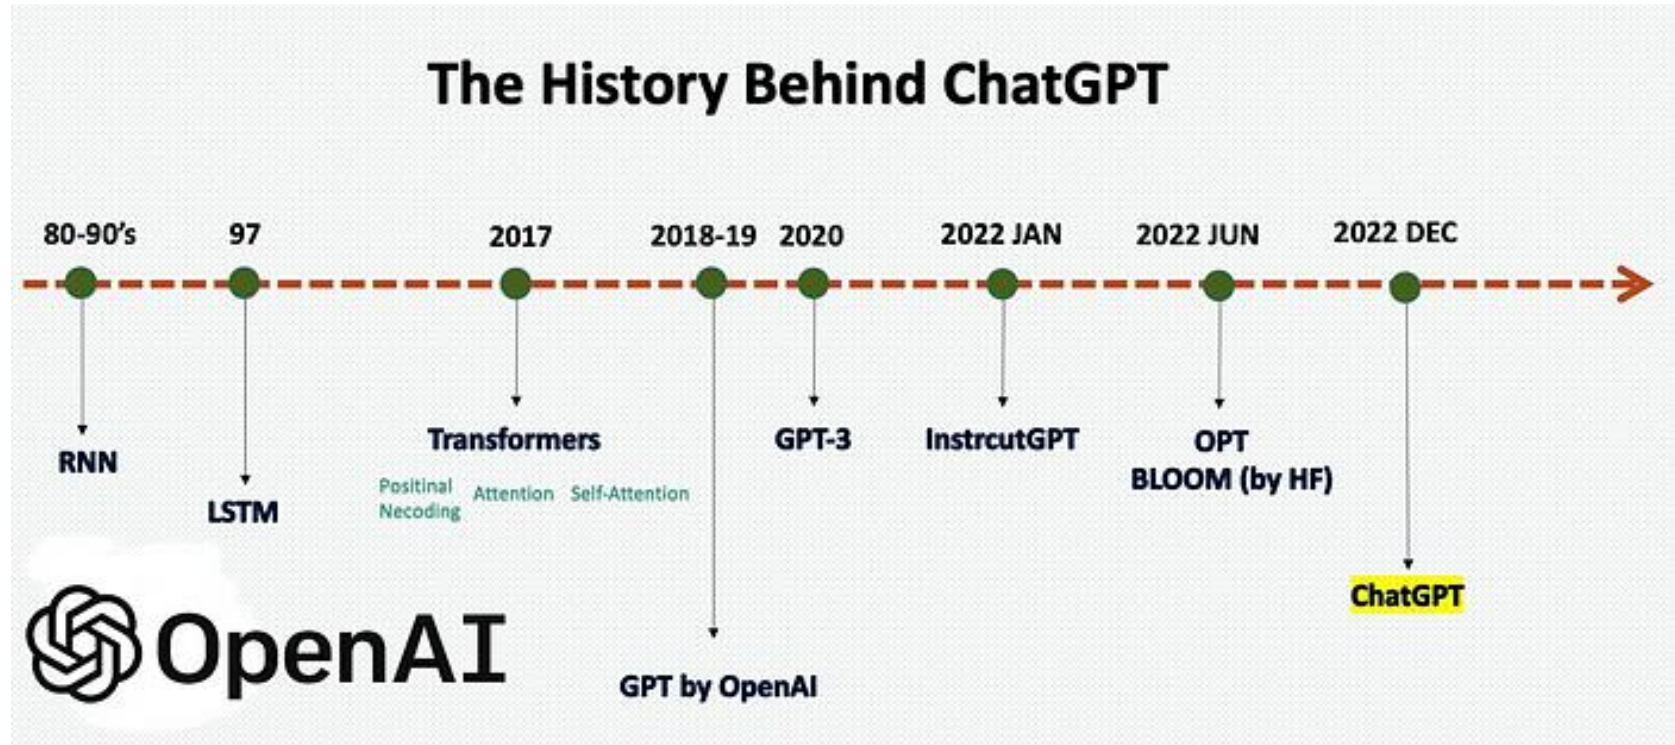 The History Behind ChatGPT
80-90’s
97
2017
2018-19
2020
2022 JAN
2022 JUN
2022 DEC
RNN
LSTM
Transformers
Positinal
Necoding
Attention
Self-Attention
GPT by OpenAI
GPT-3
InstrcutGPT
OPT
BLOOM (by HF)
ChatGPT
OpenAI